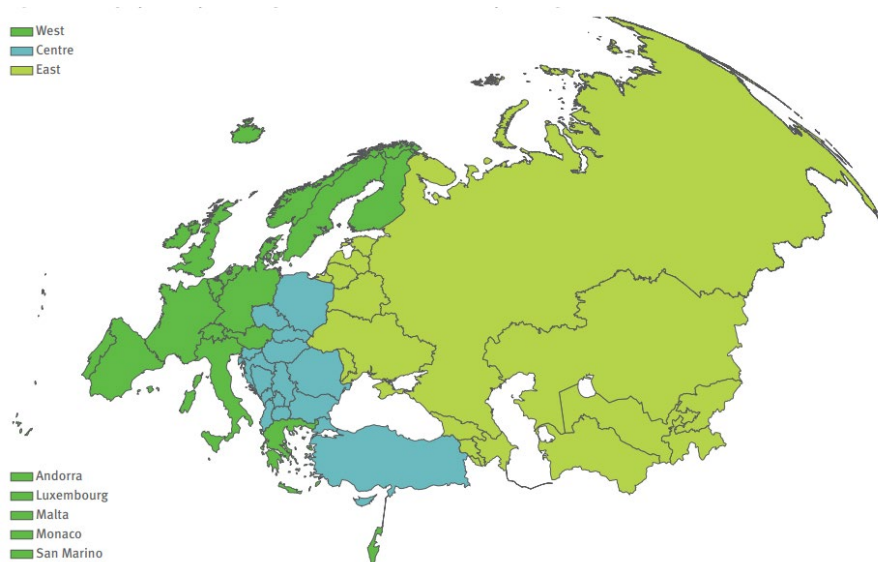 West
Centre
East
Andorra
Luxembourg
Malta
Monaco
San Marino